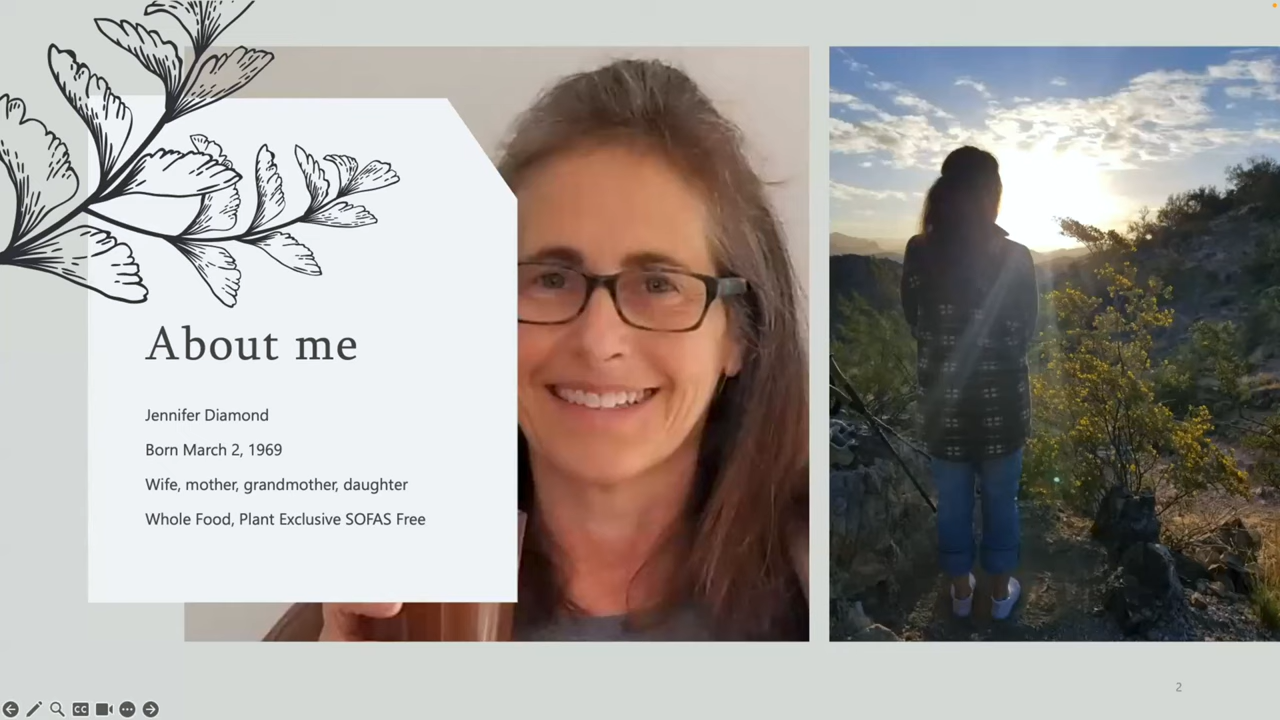 About me
Jennifer Diamond
Born March 2, 1969
Wife, mother, grandmother, daughter
Whole Food, Plant Exclusive SOFAS Free
2
CC